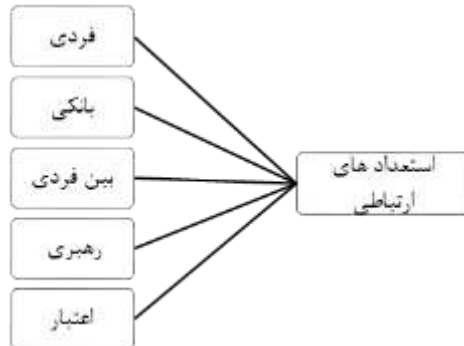 فردی
بانکی
بین فردی
رهبری
اعتبار
استعداد های
ارتباطی